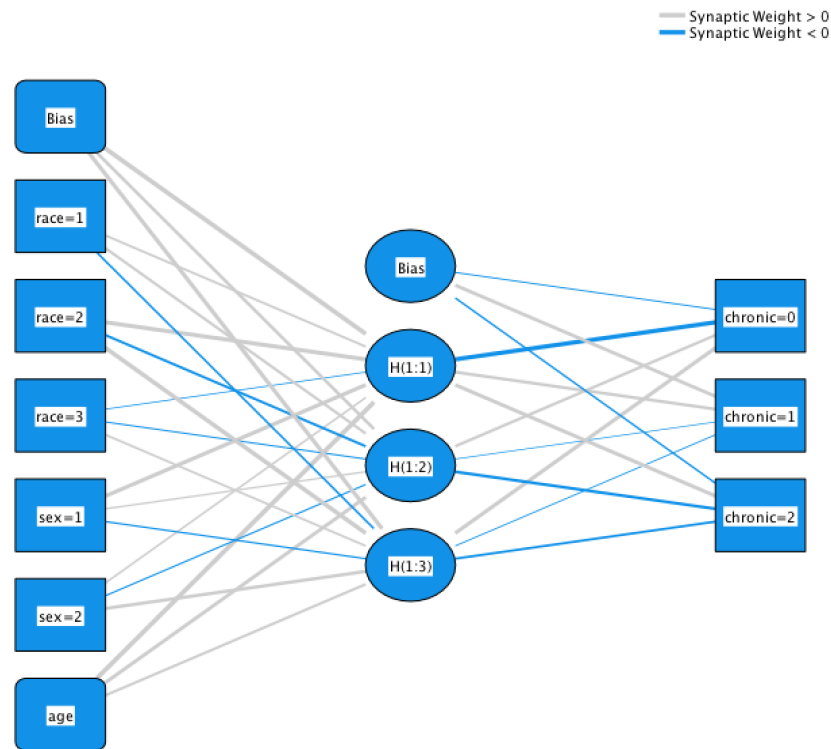 Synaptic Weight > 0
Synaptic Weight < 0
Bias
race=1
race=2
race=3
sex=1
sex=2
age
Bias
H(1:1)
H(1:2)
H(1:3)
chronic=0
chronic=1
chronic=2